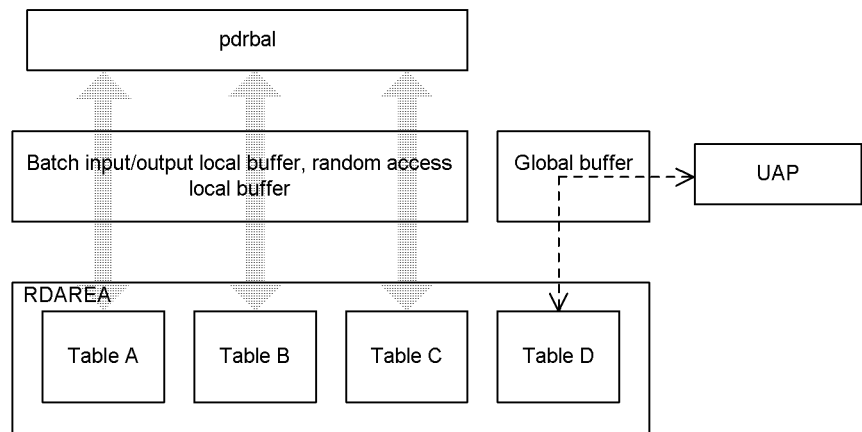 pdrbal
Batch input/output local buffer, random access
local buffer
Global buffer
UAP
RDAREA
Table A
Table B
Table C
Table D